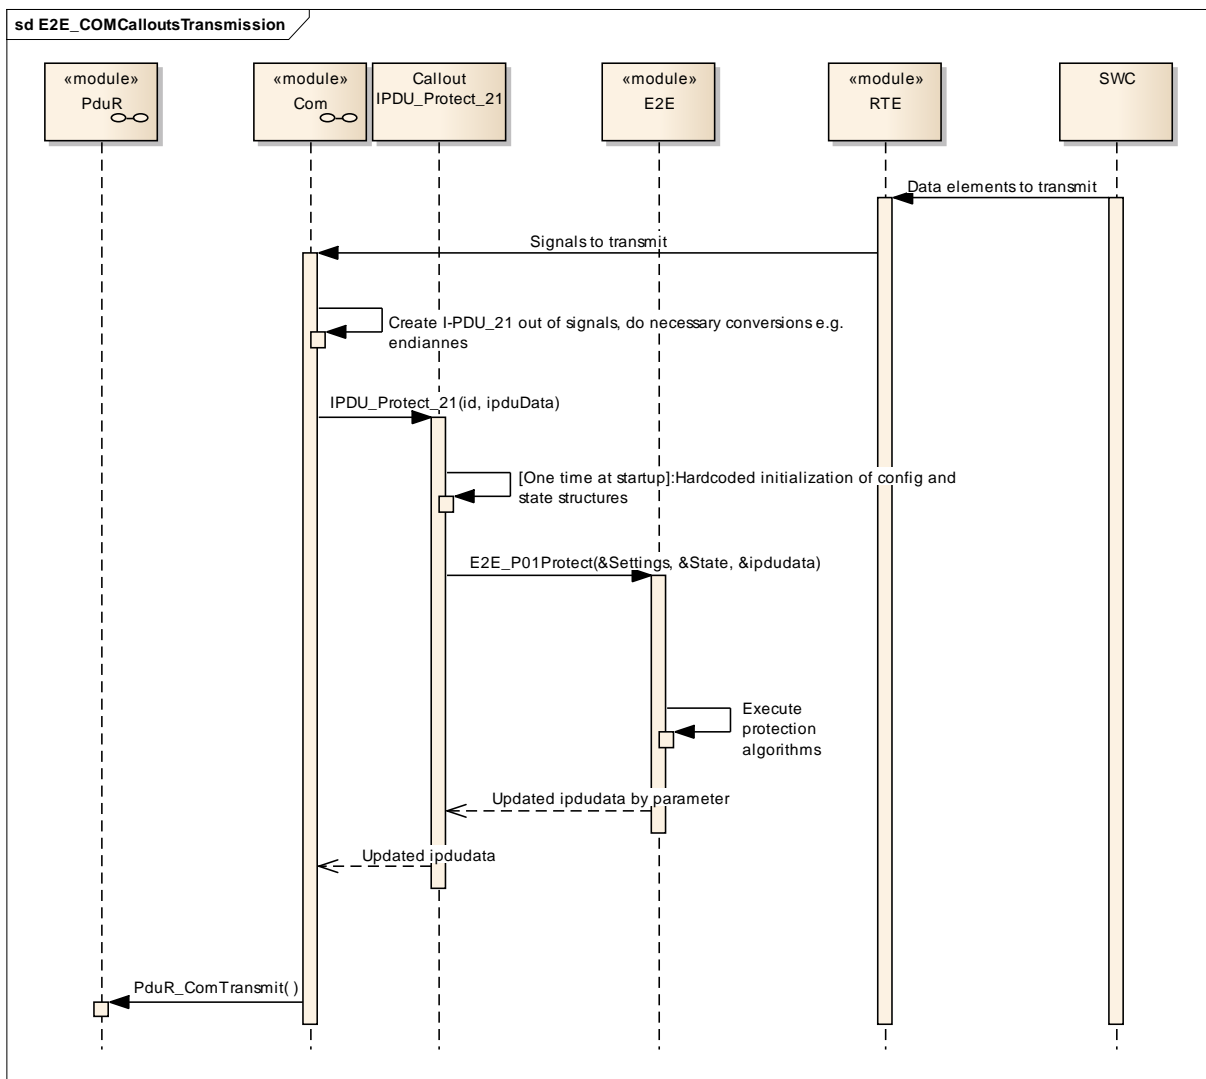 sd E2E_COMCalloutsTransmission
«module»
PduR
«module»
Com
Callout
IPDU_Protect_21
«module»
E2E
«module»
RTE
SWC
Data elements to transmit
Signals to transmit
Create I-PDU_21 out of signals, do necessary conversions e.g.
endiannes
IPDU_Protect_21(id, ipduData)
[One time at startup]:Hardcoded initialization of config and
state structures
E2E_P01Protect(&Settings, &State, &ipdudata)
Execute
protection
algorithms
Updated ipdudata by parameter
Updated ipdudata
PduR_ComTransmit( )